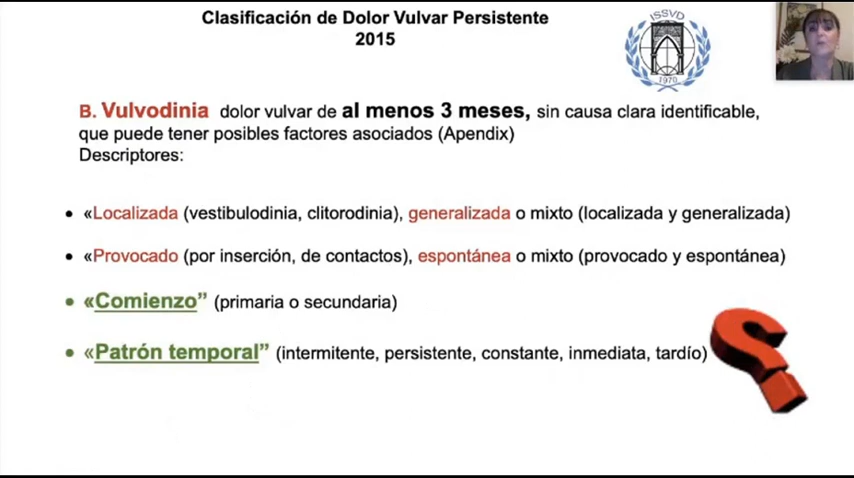 Clasificación de Dolor Vulvar Persistente
2015
ISSVD
1970
B. Vulvodinia dolor vulvar de al menos 3 meses, sin causa clara identificable,
que puede tener posibles factores asociados (Apendix)
Descriptores:
• «Localizada (vestibulodinia, clitorodinia), generalizada o mixto (localizada y generalizada)
• «Provocado (por inserción, de contactos), espontánea o mixto (provocado y espontánea)
• «Comienzo” (primaria o secundaria)
• «Patrón temporal” (intermitente, persistente, constante, inmediata, tardío)
?